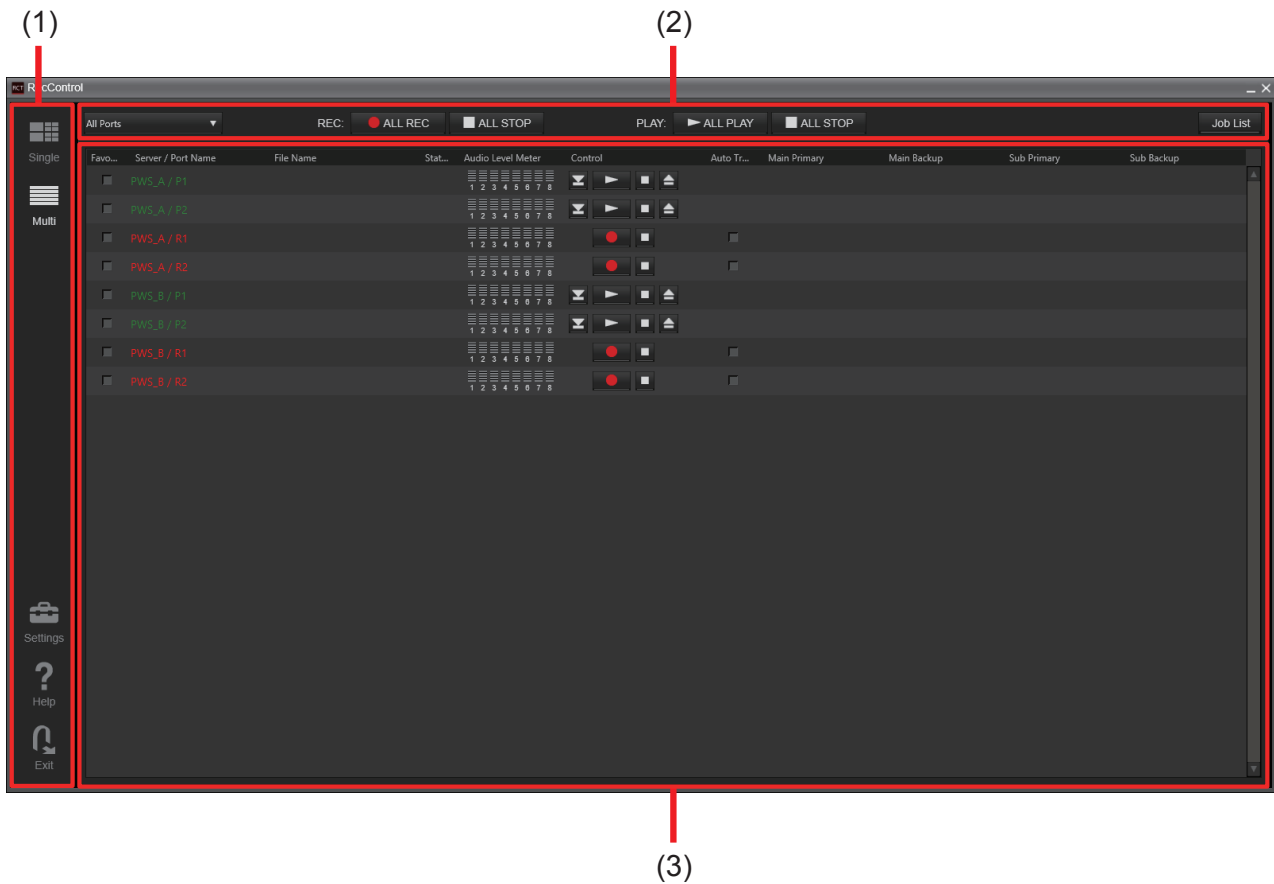 (1) (2)
RCT RecControl
All Ports REC: ALL REC ALL STOP PLAY: ALL PLAY ALL STOP Job List
Single
Favo... Server / Port Name File Name Stat... Audio Level Meter Control Auto Tr... Main Primary Main Backup Sub Primary Sub Backup
PWS_A / P1 1 2 3 4 5 6 7 8
Multi
PWS_A / P2 1 2 3 4 5 6 7 8
PWS_A / R1 1 2 3 4 5 6 7 8
PWS_A / R2 1 2 3 4 5 6 7 8
PWS_B / P1 1 2 3 4 5 6 7 8
PWS_B / P2 1 2 3 4 5 6 7 8
PWS_B / R1 1 2 3 4 5 6 7 8
PWS_B / R2 1 2 3 4 5 6 7 8
Settings
?
Help
Exit
(3)